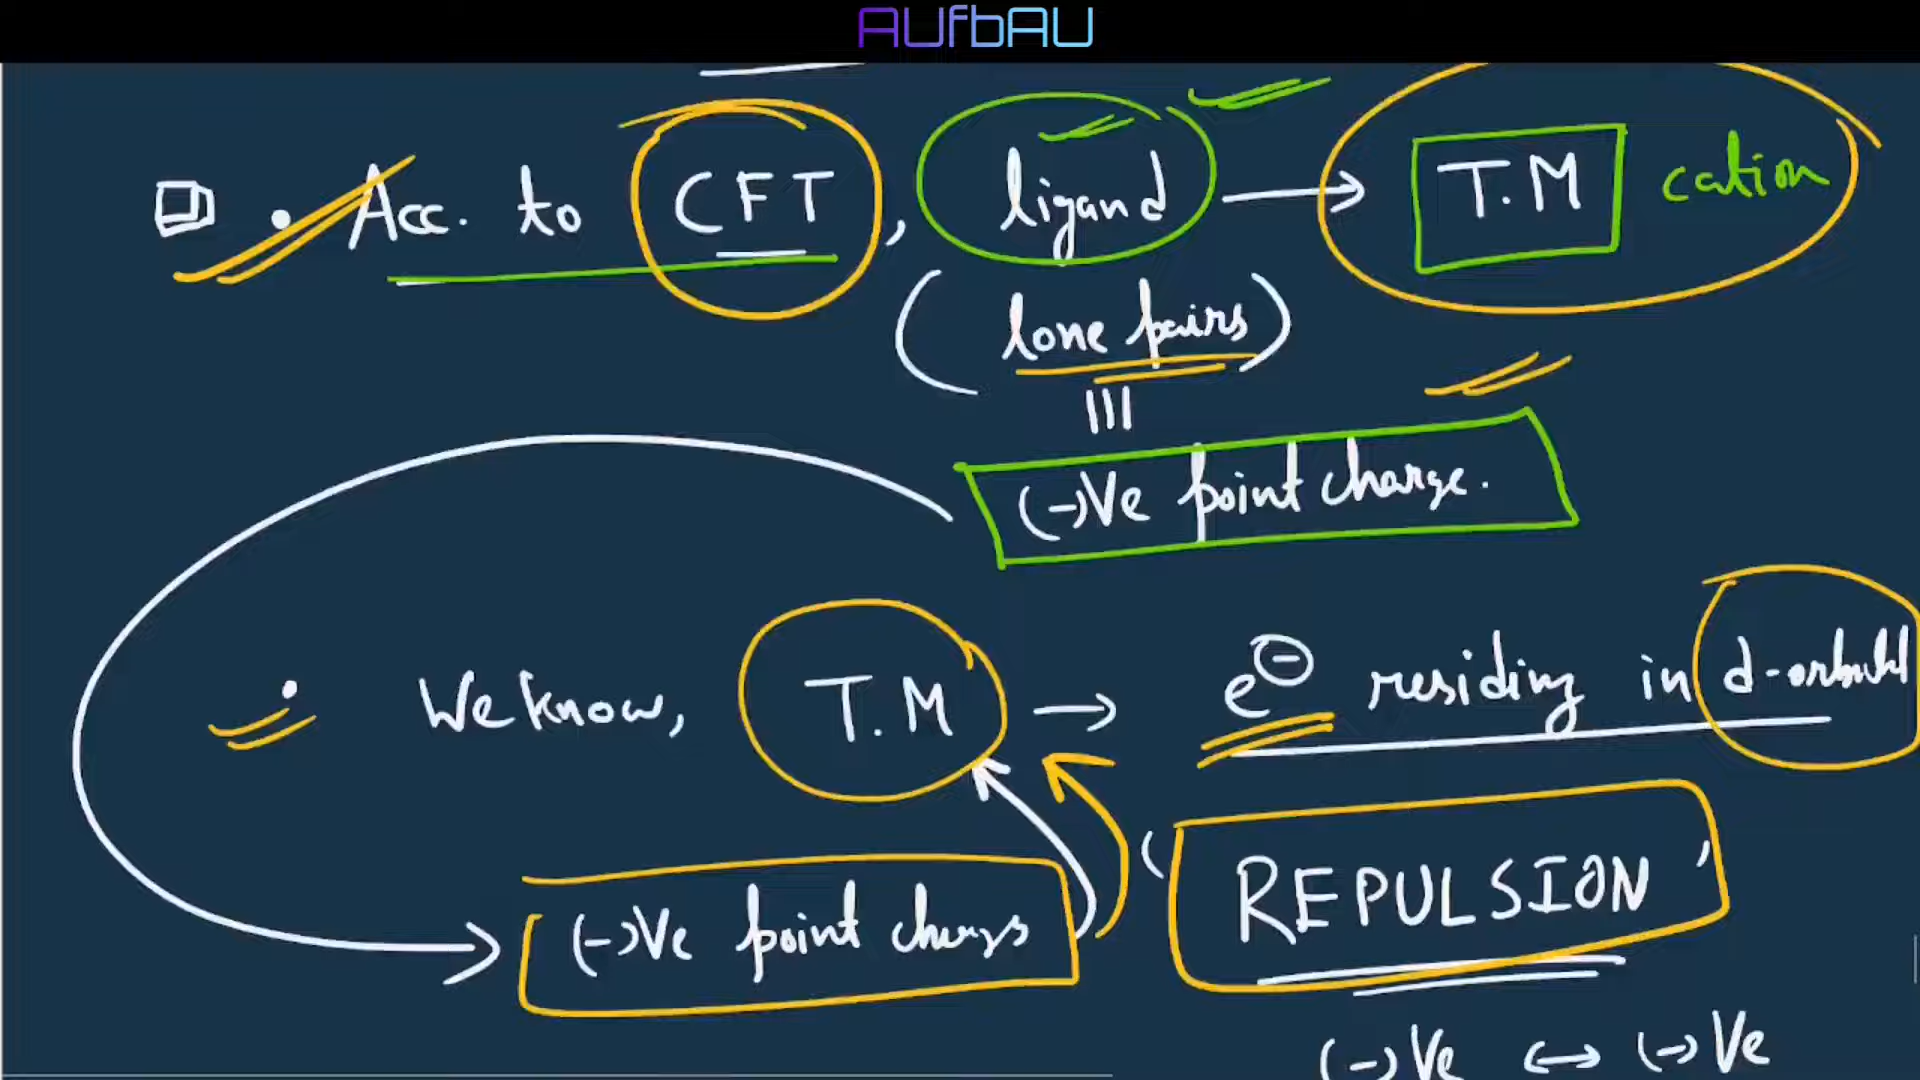 AUFBAU
• Acc. to CFT, ligand → T.M cation
(lone pairs)
(-)Ve point charge.
• We know, T.M → e⊖ residing in d-orbital
(-)Ve point charges
(REPULSION)
(-)Ve ↔ (-)Ve